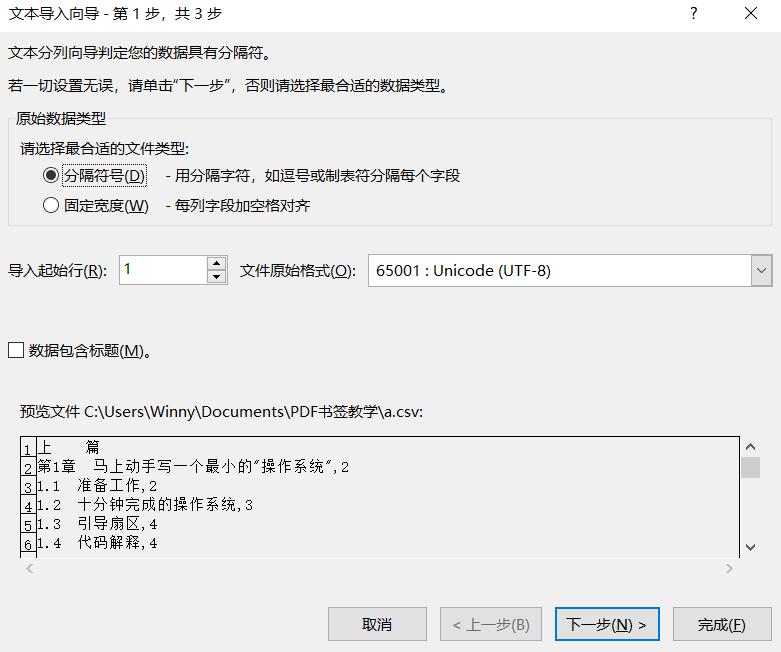 文本导入向导 - 第 1 步，共 3 步 ?
文本分列向导判定您的数据具有分隔符。
若一切设置无误，请单击“下一步”，否则请选择最合适的数据类型。
原始数据类型
请选择最合适的文件类型:
分隔符号(D) - 用分隔字符，如逗号或制表符分隔每个字段
固定宽度(W) - 每列字段加空格对齐
导入起始行(R): 1 文件原始格式(O): 65001 : Unicode (UTF-8)
数据包含标题(M)。
预览文件 C:\Users\Winny\Documents\PDF书签教学\a.csv:
1 上 篇
2 第1章 马上动手写一个最小的"操作系统",2
3 1.1 准备工作,2
4 1.2 十分钟完成的操作系统,3
5 1.3 引导扇区,4
6 1.4 代码解释,4
取消 < 上一步(B) 下一步(N) > 完成(F)